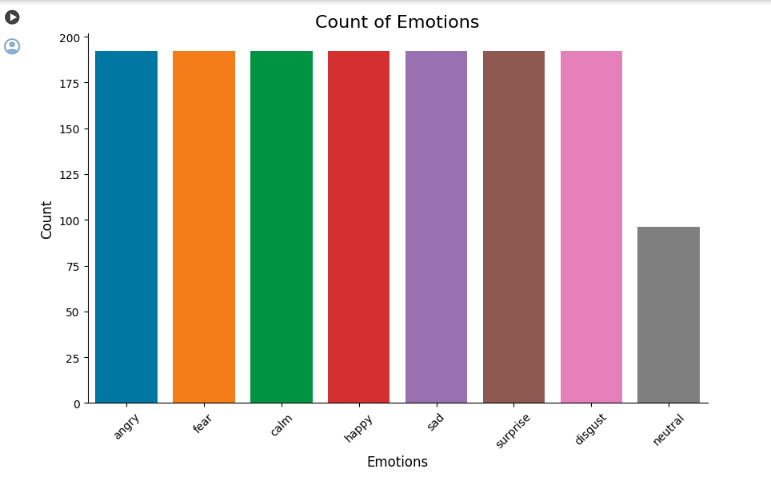 Count of Emotions
200
175
150
125
100
75
50
25
0
Count
angry
fear
calm
happy
sad
surprise
disgust
neutral
Emotions